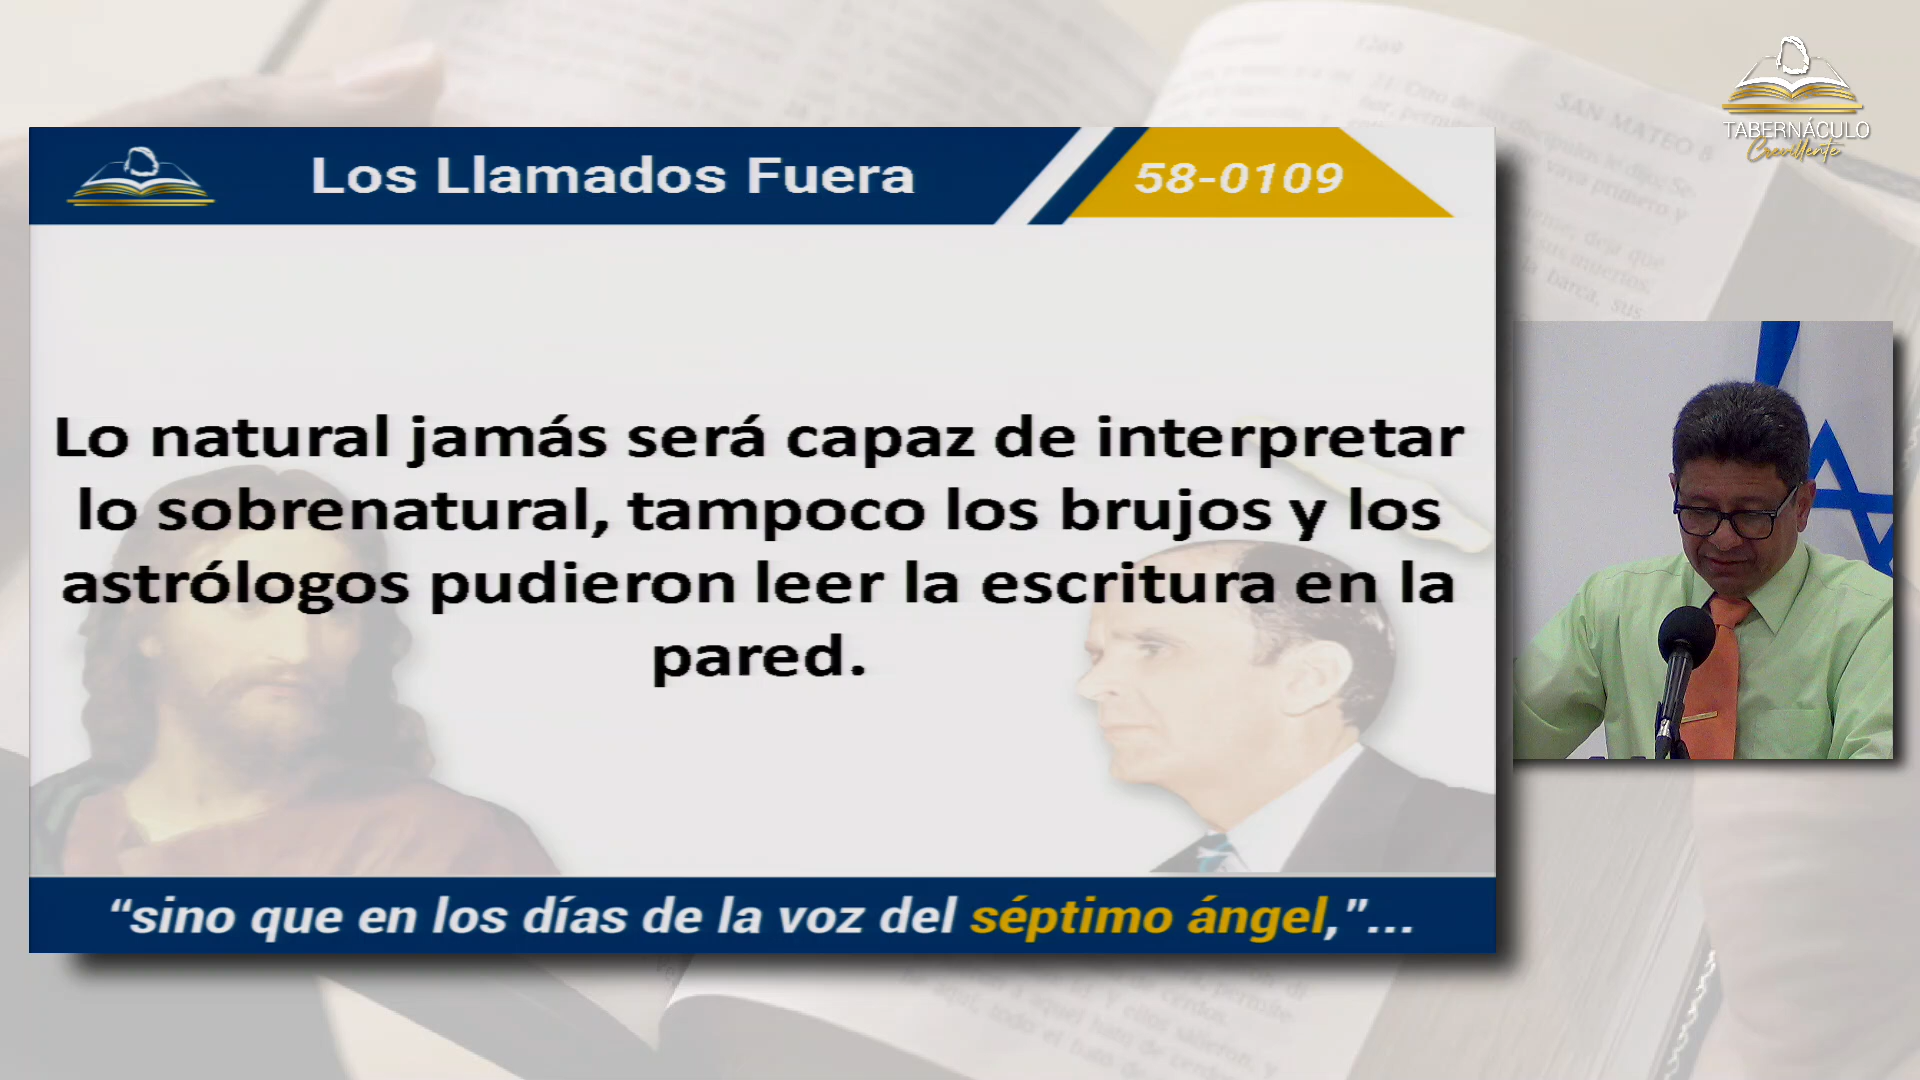 1269
SAN MATEO 8
TABERNÁCULO
Crevillente
Los Llamados Fuera
58-0109
Lo natural jamás será capaz de interpretar
lo sobrenatural, tampoco los brujos y los
astrólogos pudieron leer la escritura en la
pared.
“sino que en los días de la voz del séptimo ángel,”...